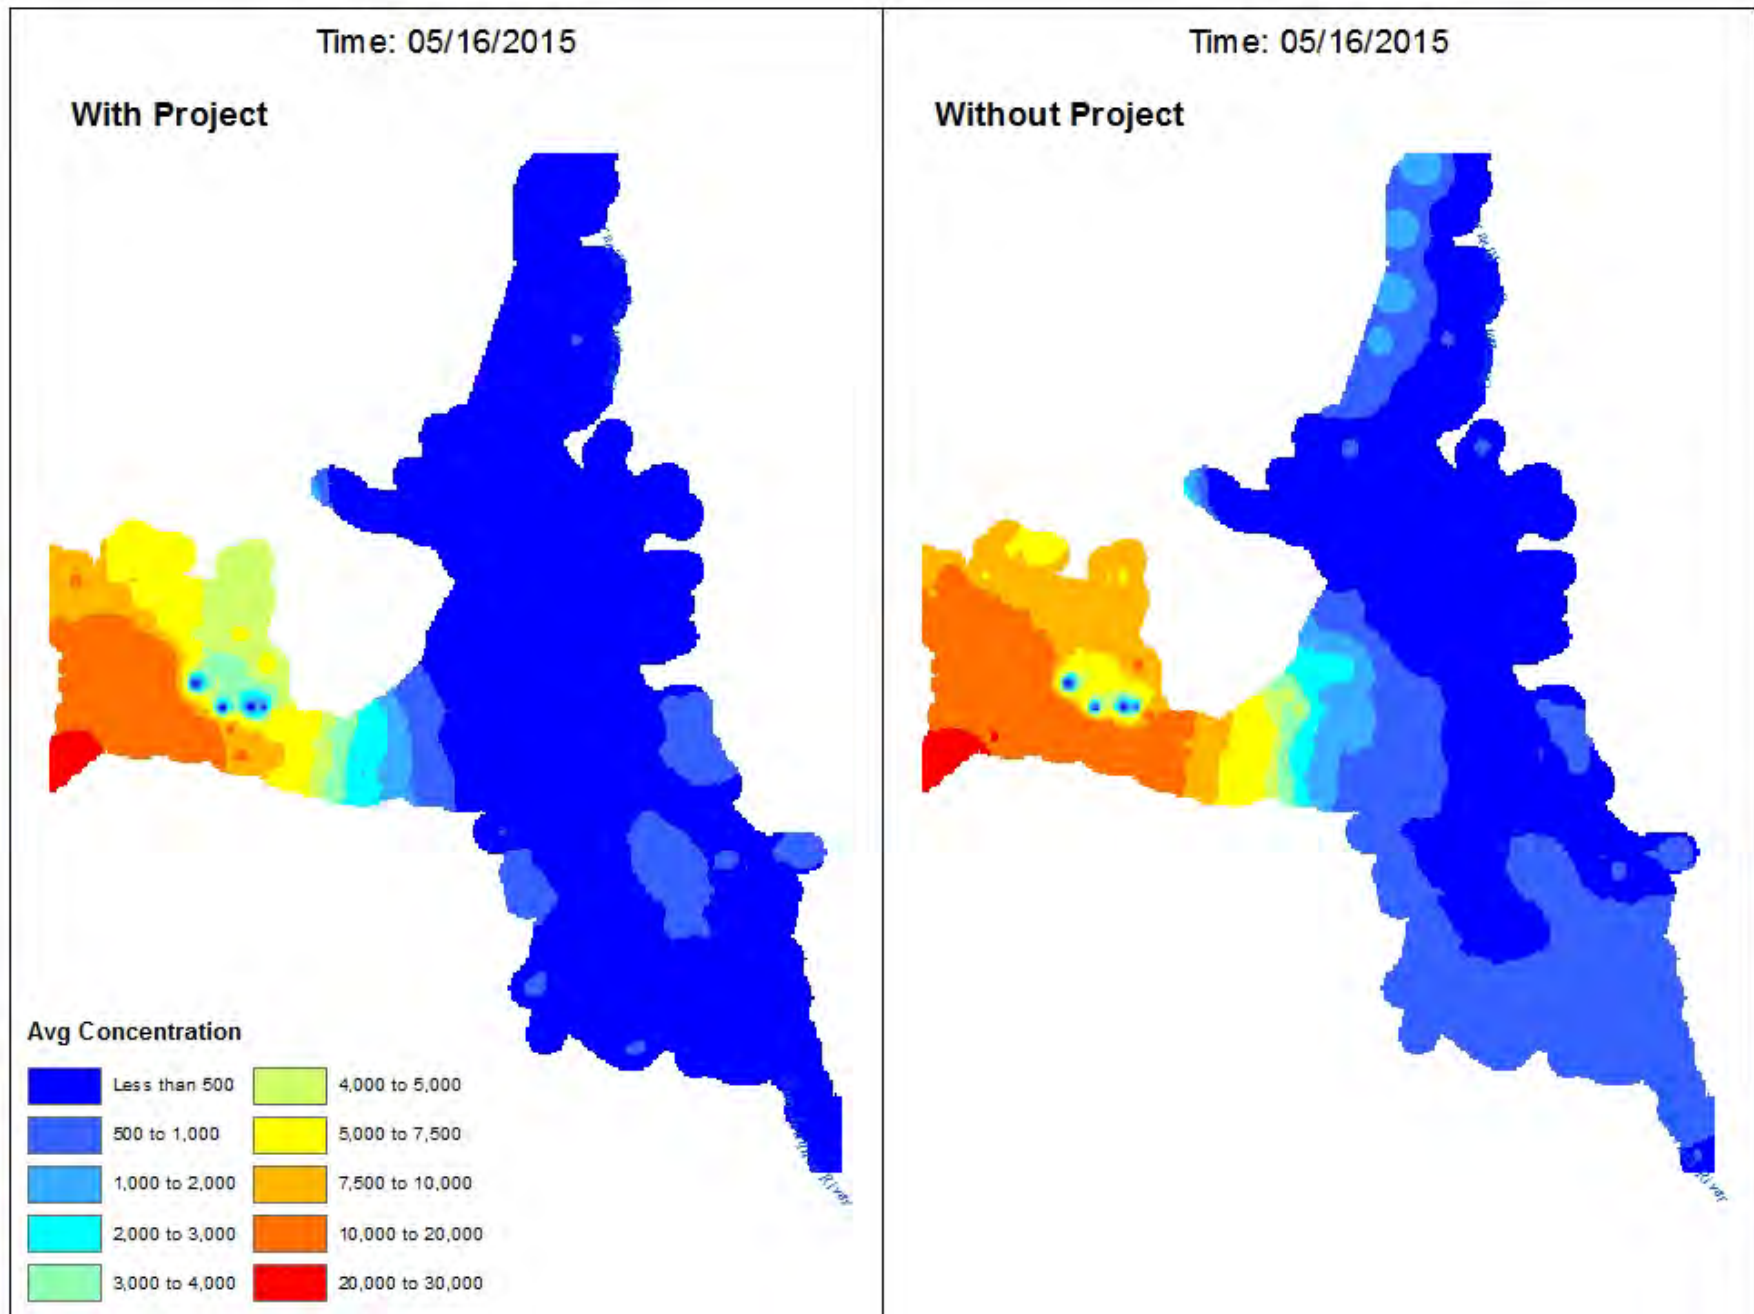 Time: 05/16/2015
With Project
Avg Concentration
Less than 500
500 to 1,000
1,000 to 2,000
2,000 to 3,000
3,000 to 4,000
4,000 to 5,000
5,000 to 7,500
7,500 to 10,000
10,000 to 20,000
20,000 to 30,000
River
Time: 05/16/2015
Without Project
River